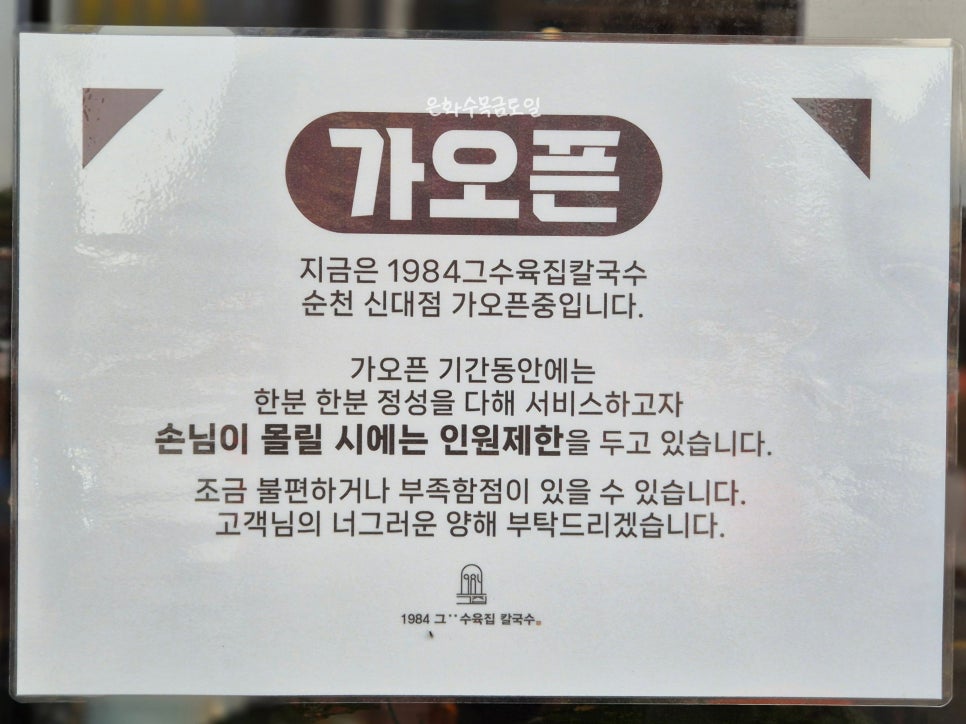 은화수목금토일
가오픈
지금은 1984그수육집칼국수
순천 신대점 가오픈중입니다.
가오픈 기간동안에는
한분 한분 정성을 다해 서비스하고자
손님이 몰릴 시에는 인원제한을 두고 있습니다.
조금 불편하거나 부족함점이 있을 수 있습니다.
고객님의 너그러운 양해 부탁드리겠습니다.
1984
그집
1984 그¨수육집 칼국수.